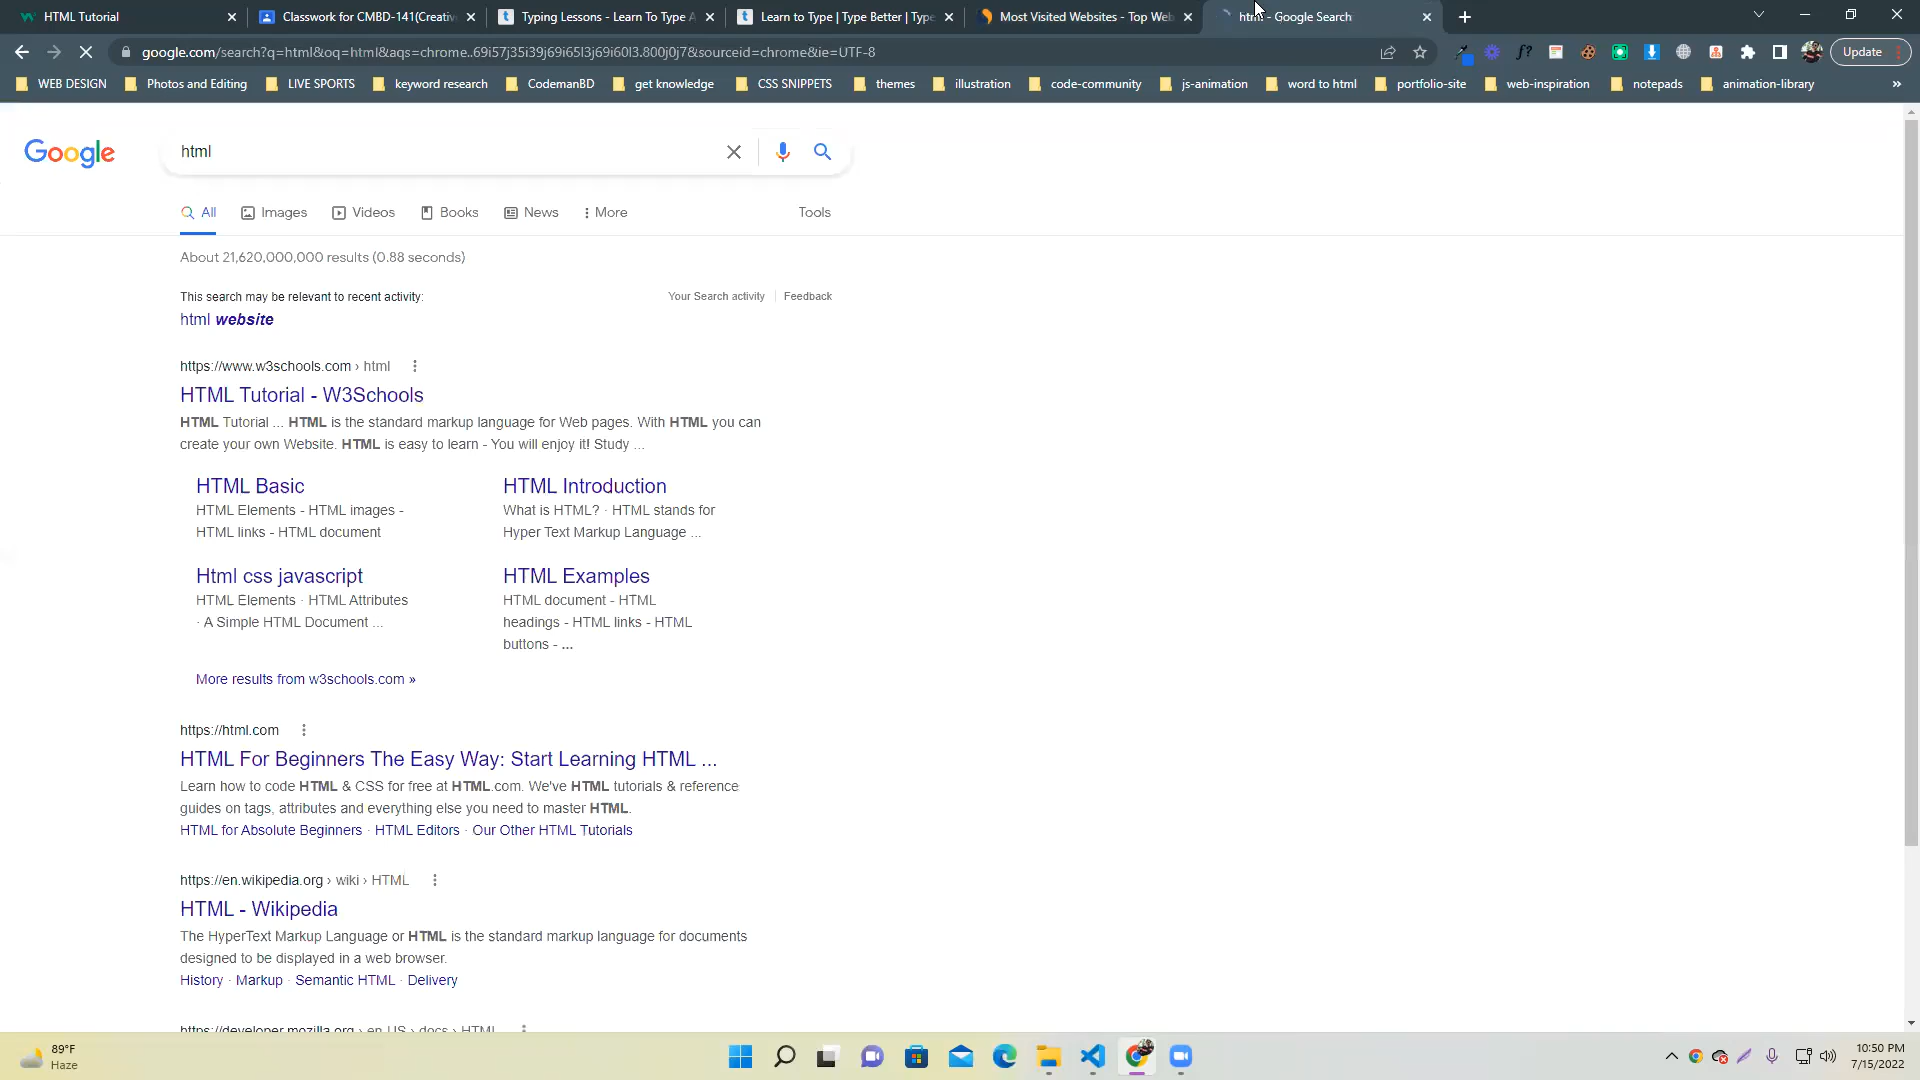 HTML Tutorial
Classwork for CMBD-141(Creativ
Typing Lessons - Learn To Type A
Learn to Type | Type Better | Type
Most Visited Websites - Top Web
html - Google Search
google.com/search?q=html&oq=html&aqs=chrome..69i57j35i39j69i65l3j69i60l3.800j0j7&sourceid=chrome&ie=UTF-8
Update
WEB DESIGN
Photos and Editing
LIVE SPORTS
keyword research
CodemanBD
get knowledge
CSS SNIPPETS
themes
illustration
code-community
js-animation
word to html
portfolio-site
web-inspiration
notepads
animation-library
»
Google
html
All
Images
Videos
Books
News
More
Tools
About 21,620,000,000 results (0.88 seconds)
This search may be relevant to recent activity:
Your Search activity
Feedback
html website
https://www.w3schools.com › html
HTML Tutorial - W3Schools
HTML Tutorial ... HTML is the standard markup language for Web pages. With HTML you can
create your own Website. HTML is easy to learn - You will enjoy it! Study ...
HTML Basic
HTML Elements - HTML images -
HTML links - HTML document
HTML Introduction
What is HTML? · HTML stands for
Hyper Text Markup Language ...
Html css javascript
HTML Elements · HTML Attributes
· A Simple HTML Document ...
HTML Examples
HTML document - HTML
headings - HTML links - HTML
buttons - ...
More results from w3schools.com »
https://html.com
HTML For Beginners The Easy Way: Start Learning HTML ...
Learn how to code HTML & CSS for free at HTML.com. We've HTML tutorials & reference
guides on tags, attributes and everything else you need to master HTML.
HTML for Absolute Beginners · HTML Editors · Our Other HTML Tutorials
https://en.wikipedia.org › wiki › HTML
HTML - Wikipedia
The HyperText Markup Language or HTML is the standard markup language for documents
designed to be displayed in a web browser.
History · Markup · Semantic HTML · Delivery
https://developer.mozilla.org › en-US › docs › HTML
89°F
Haze
10:50 PM
7/15/2022